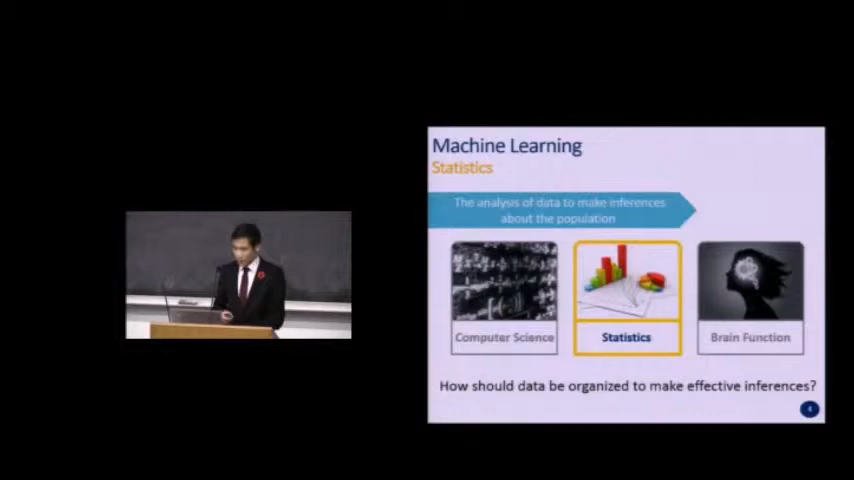 Machine Learning
Statistics
The analysis of data to make inferences
about the population
Computer Science
Statistics
Brain Function
How should data be organized to make effective inferences?
4